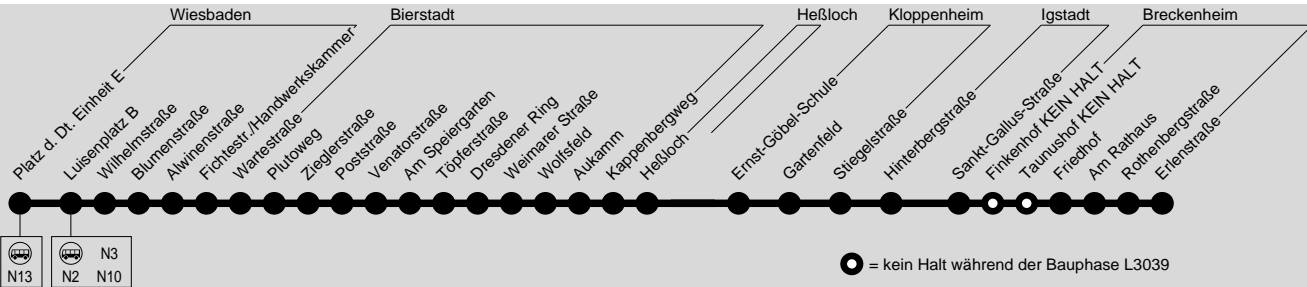 Wiesbaden
Bierstadt
Heßloch
Kloppenheim
Igstadt
Breckenheim
Platz d. Dt. Einheit E
Luisenplatz B
Wilhelmstraße
Blumenstraße
Alwinenstraße
Fichtestr./Handwerkskammer
Wartestraße
Plutoweg
Zieglerstraße
Poststraße
Venatorstraße
Am Speiergarten
Töpferstraße
Dresdener Ring
Weimarer Straße
Wolfsfeld
Aukamm
Kappenbergweg
Heßloch
Ernst-Göbel-Schule
Gartenfeld
Stiegelstraße
Hinterbergstraße
Sankt-Gallus-Straße
Finkenhof KEIN HALT
Taunushof KEIN HALT
Friedhof
Am Rathaus
Rothenbergstraße
Erlenstraße
N13
N3
N2 N10
= kein Halt während der Bauphase L3039